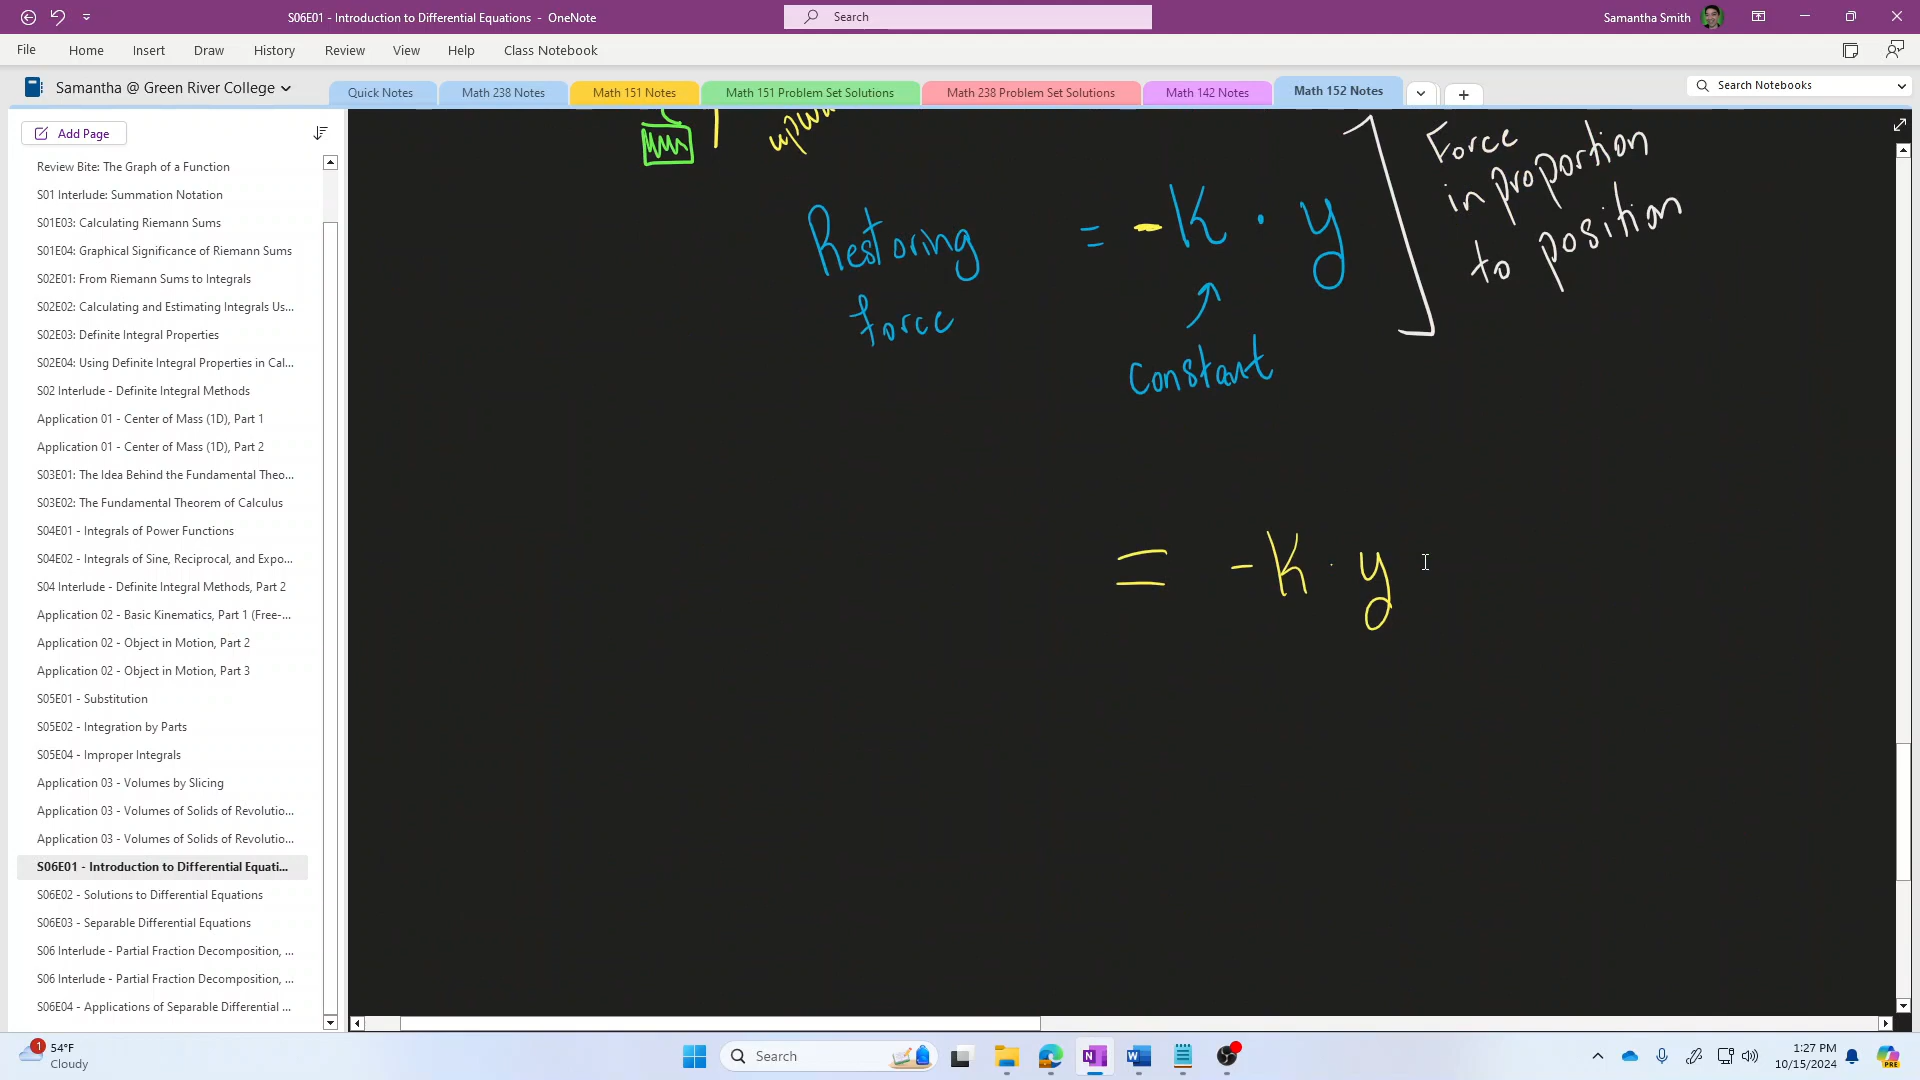 S06E01 - Introduction to Differential Equations - OneNote
Search
Samantha Smith
File Home Insert Draw History Review View Help Class Notebook
Samantha @ Green River College
Quick Notes
Math 238 Notes
Math 151 Notes
Math 151 Problem Set Solutions
Math 238 Problem Set Solutions
Math 142 Notes
Math 152 Notes
Search Notebooks
Add Page
Review Bite: The Graph of a Function
S01 Interlude: Summation Notation
S01E03: Calculating Riemann Sums
S01E04: Graphical Significance of Riemann Sums
S02E01: From Riemann Sums to Integrals
S02E02: Calculating and Estimating Integrals Us...
S02E03: Definite Integral Properties
S02E04: Using Definite Integral Properties in Cal...
S02 Interlude - Definite Integral Methods
Application 01 - Center of Mass (1D), Part 1
Application 01 - Center of Mass (1D), Part 2
S03E01: The Idea Behind the Fundamental Theo...
S03E02: The Fundamental Theorem of Calculus
S04E01 - Integrals of Power Functions
S04E02 - Integrals of Sine, Reciprocal, and Expo...
S04 Interlude - Definite Integral Methods, Part 2
Application 02 - Basic Kinematics, Part 1 (Free-...
Application 02 - Object in Motion, Part 2
Application 02 - Object in Motion, Part 3
S05E01 - Substitution
S05E02 - Integration by Parts
S05E04 - Improper Integrals
Application 03 - Volumes by Slicing
Application 03 - Volumes of Solids of Revolutio...
Application 03 - Volumes of Solids of Revolutio...
S06E01 - Introduction to Differential Equati...
S06E02 - Solutions to Differential Equations
S06E03 - Separable Differential Equations
S06 Interlude - Partial Fraction Decomposition, ...
S06 Interlude - Partial Fraction Decomposition, ...
S06E04 - Applications of Separable Differential ...
Restoring = -K · y
force
constant
Force
in proportion
to position
= -K · y
54°F
Cloudy
Search
1:27 PM
10/15/2024